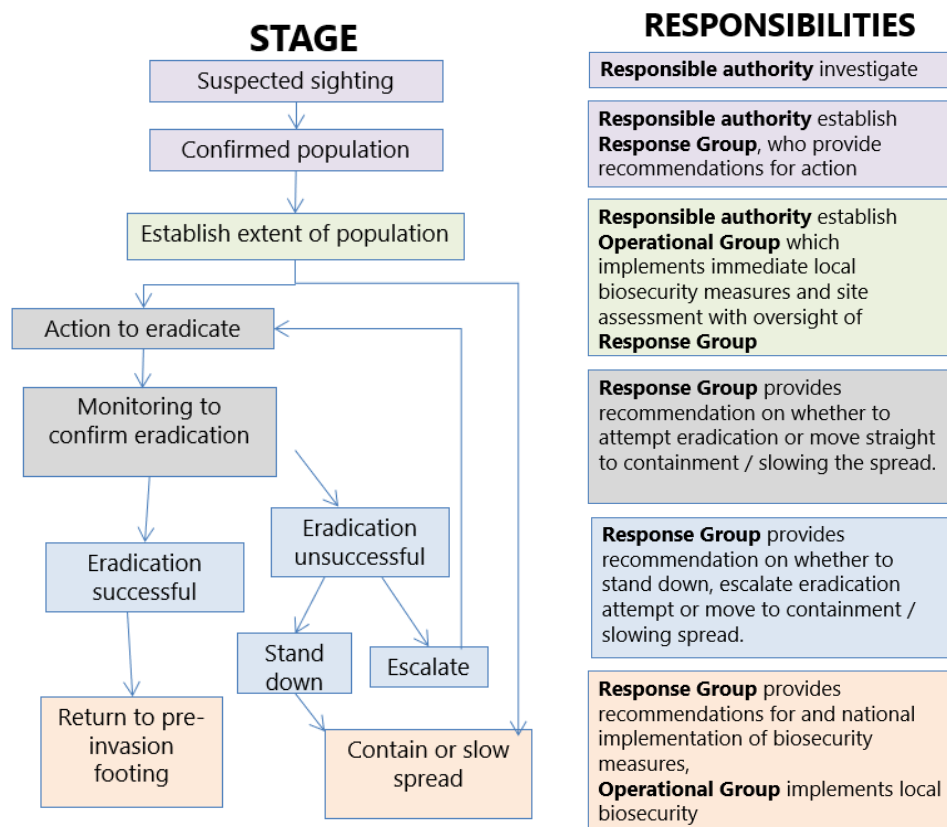 STAGE
Suspected sighting
Confirmed population
Establish extent of population
Action to eradicate
Monitoring to
confirm eradication
Eradication
unsuccessful
Eradication
successful
Stand
down
Escalate
Return to pre-
invasion
footing
Contain or slow
spread
RESPONSIBILITIES
Responsible authority investigate
Responsible authority establish
Response Group, who provide
recommendations for action
Responsible authority establish
Operational Group which
implements immediate local
biosecurity measures and site
assessment with oversight of
Response Group
Response Group provides
recommendation on whether to
attempt eradication or move straight
to containment / slowing the spread.
Response Group provides
recommendation on whether to
stand down, escalate eradication
attempt or move to containment /
slowing spread.
Response Group provides
recommendations for and national
implementation of biosecurity
measures,
Operational Group implements local
biosecurity